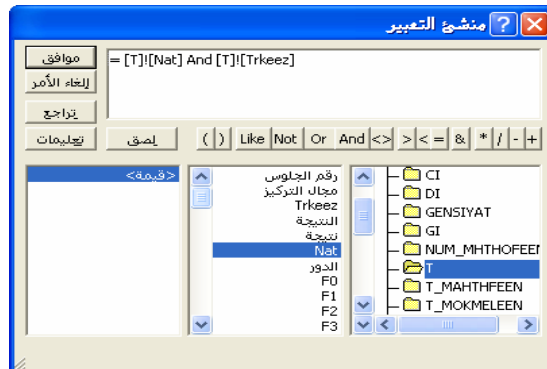 منشئ التعبير
= [T]![Nat] And [T]![Trkeez]
موافق
إلغاء الأمر
تراجع
تعليمات
لصق
( ) Like Not Or And <> > < = & * / - +
CI
DI
GENSIYAT
GI
NUM_MHTHOFEEN
T
T_MAHTHFEEN
T_MOKMELEEN
رقم الجلوس
مجال التركيز
Trkeez
النتيجة
نتيجة
Nat
الدور
F0
F1
F2
F3
<قيمة>